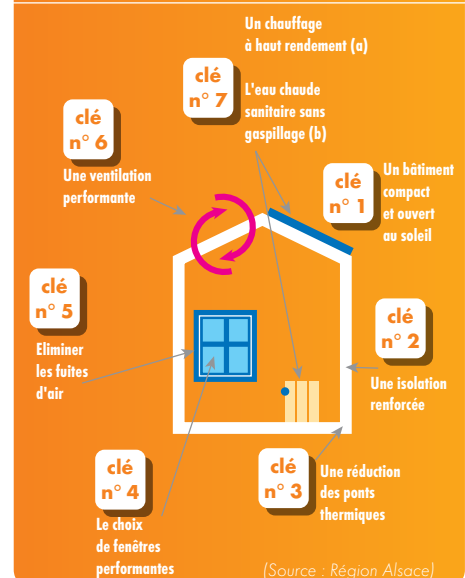 Un chauffage
à haut rendement (a)
clé
n° 7
L'eau chaude
sanitaire sans
gaspillage (b)
clé
n° 6
Une ventilation
performante
clé
n° 1
Un bâtiment
compact
et ouvert
au soleil
clé
n° 5
Eliminer
les fuites
d'air
clé
n° 2
Une isolation
renforcée
clé
n° 4
Le choix
de fenêtres
performantes
clé
n° 3
Une réduction
des ponts
thermiques
(Source : Région Alsace)